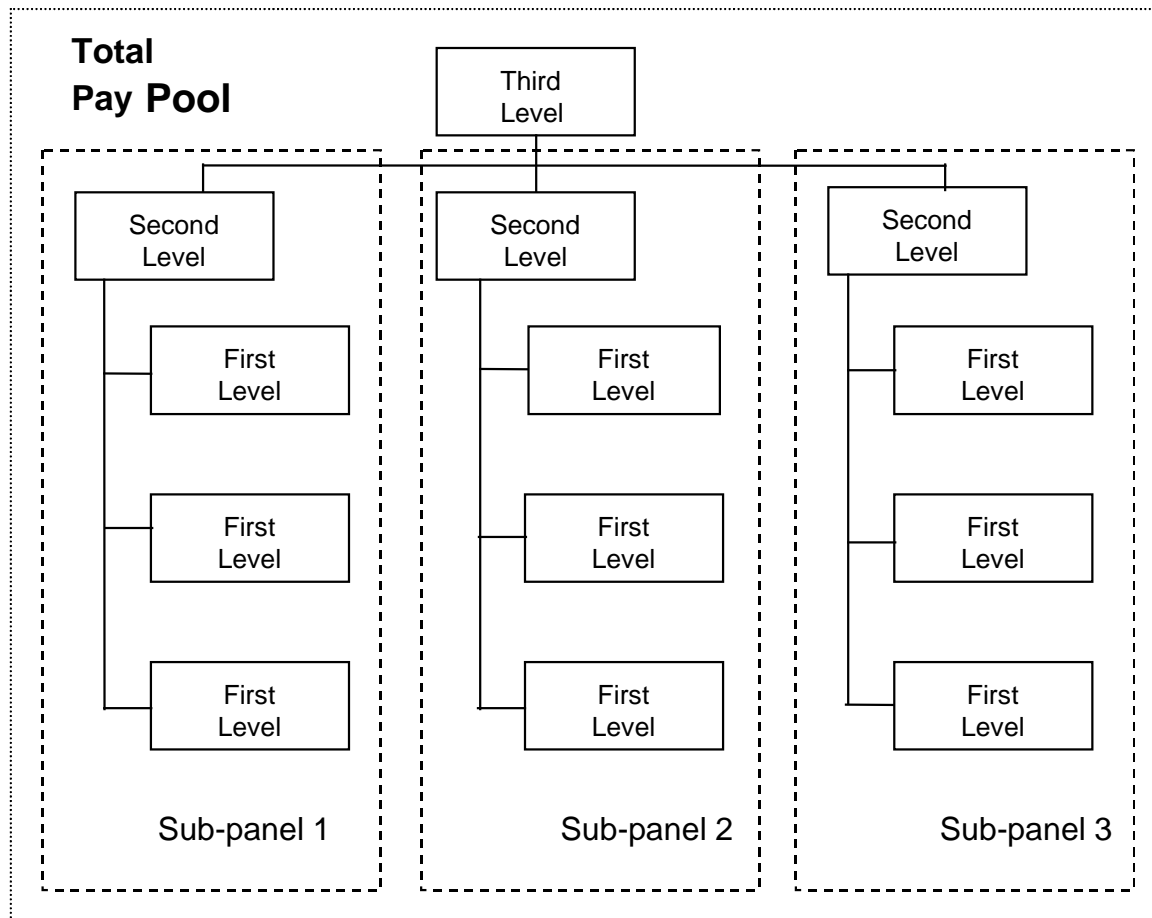 Total
Pay Pool
Third
Level
Second
Level
First
Level
First
Level
First
Level
Sub-panel 1
Second
Level
First
Level
First
Level
First
Level
Sub-panel 2
Second
Level
First
Level
First
Level
First
Level
Sub-panel 3